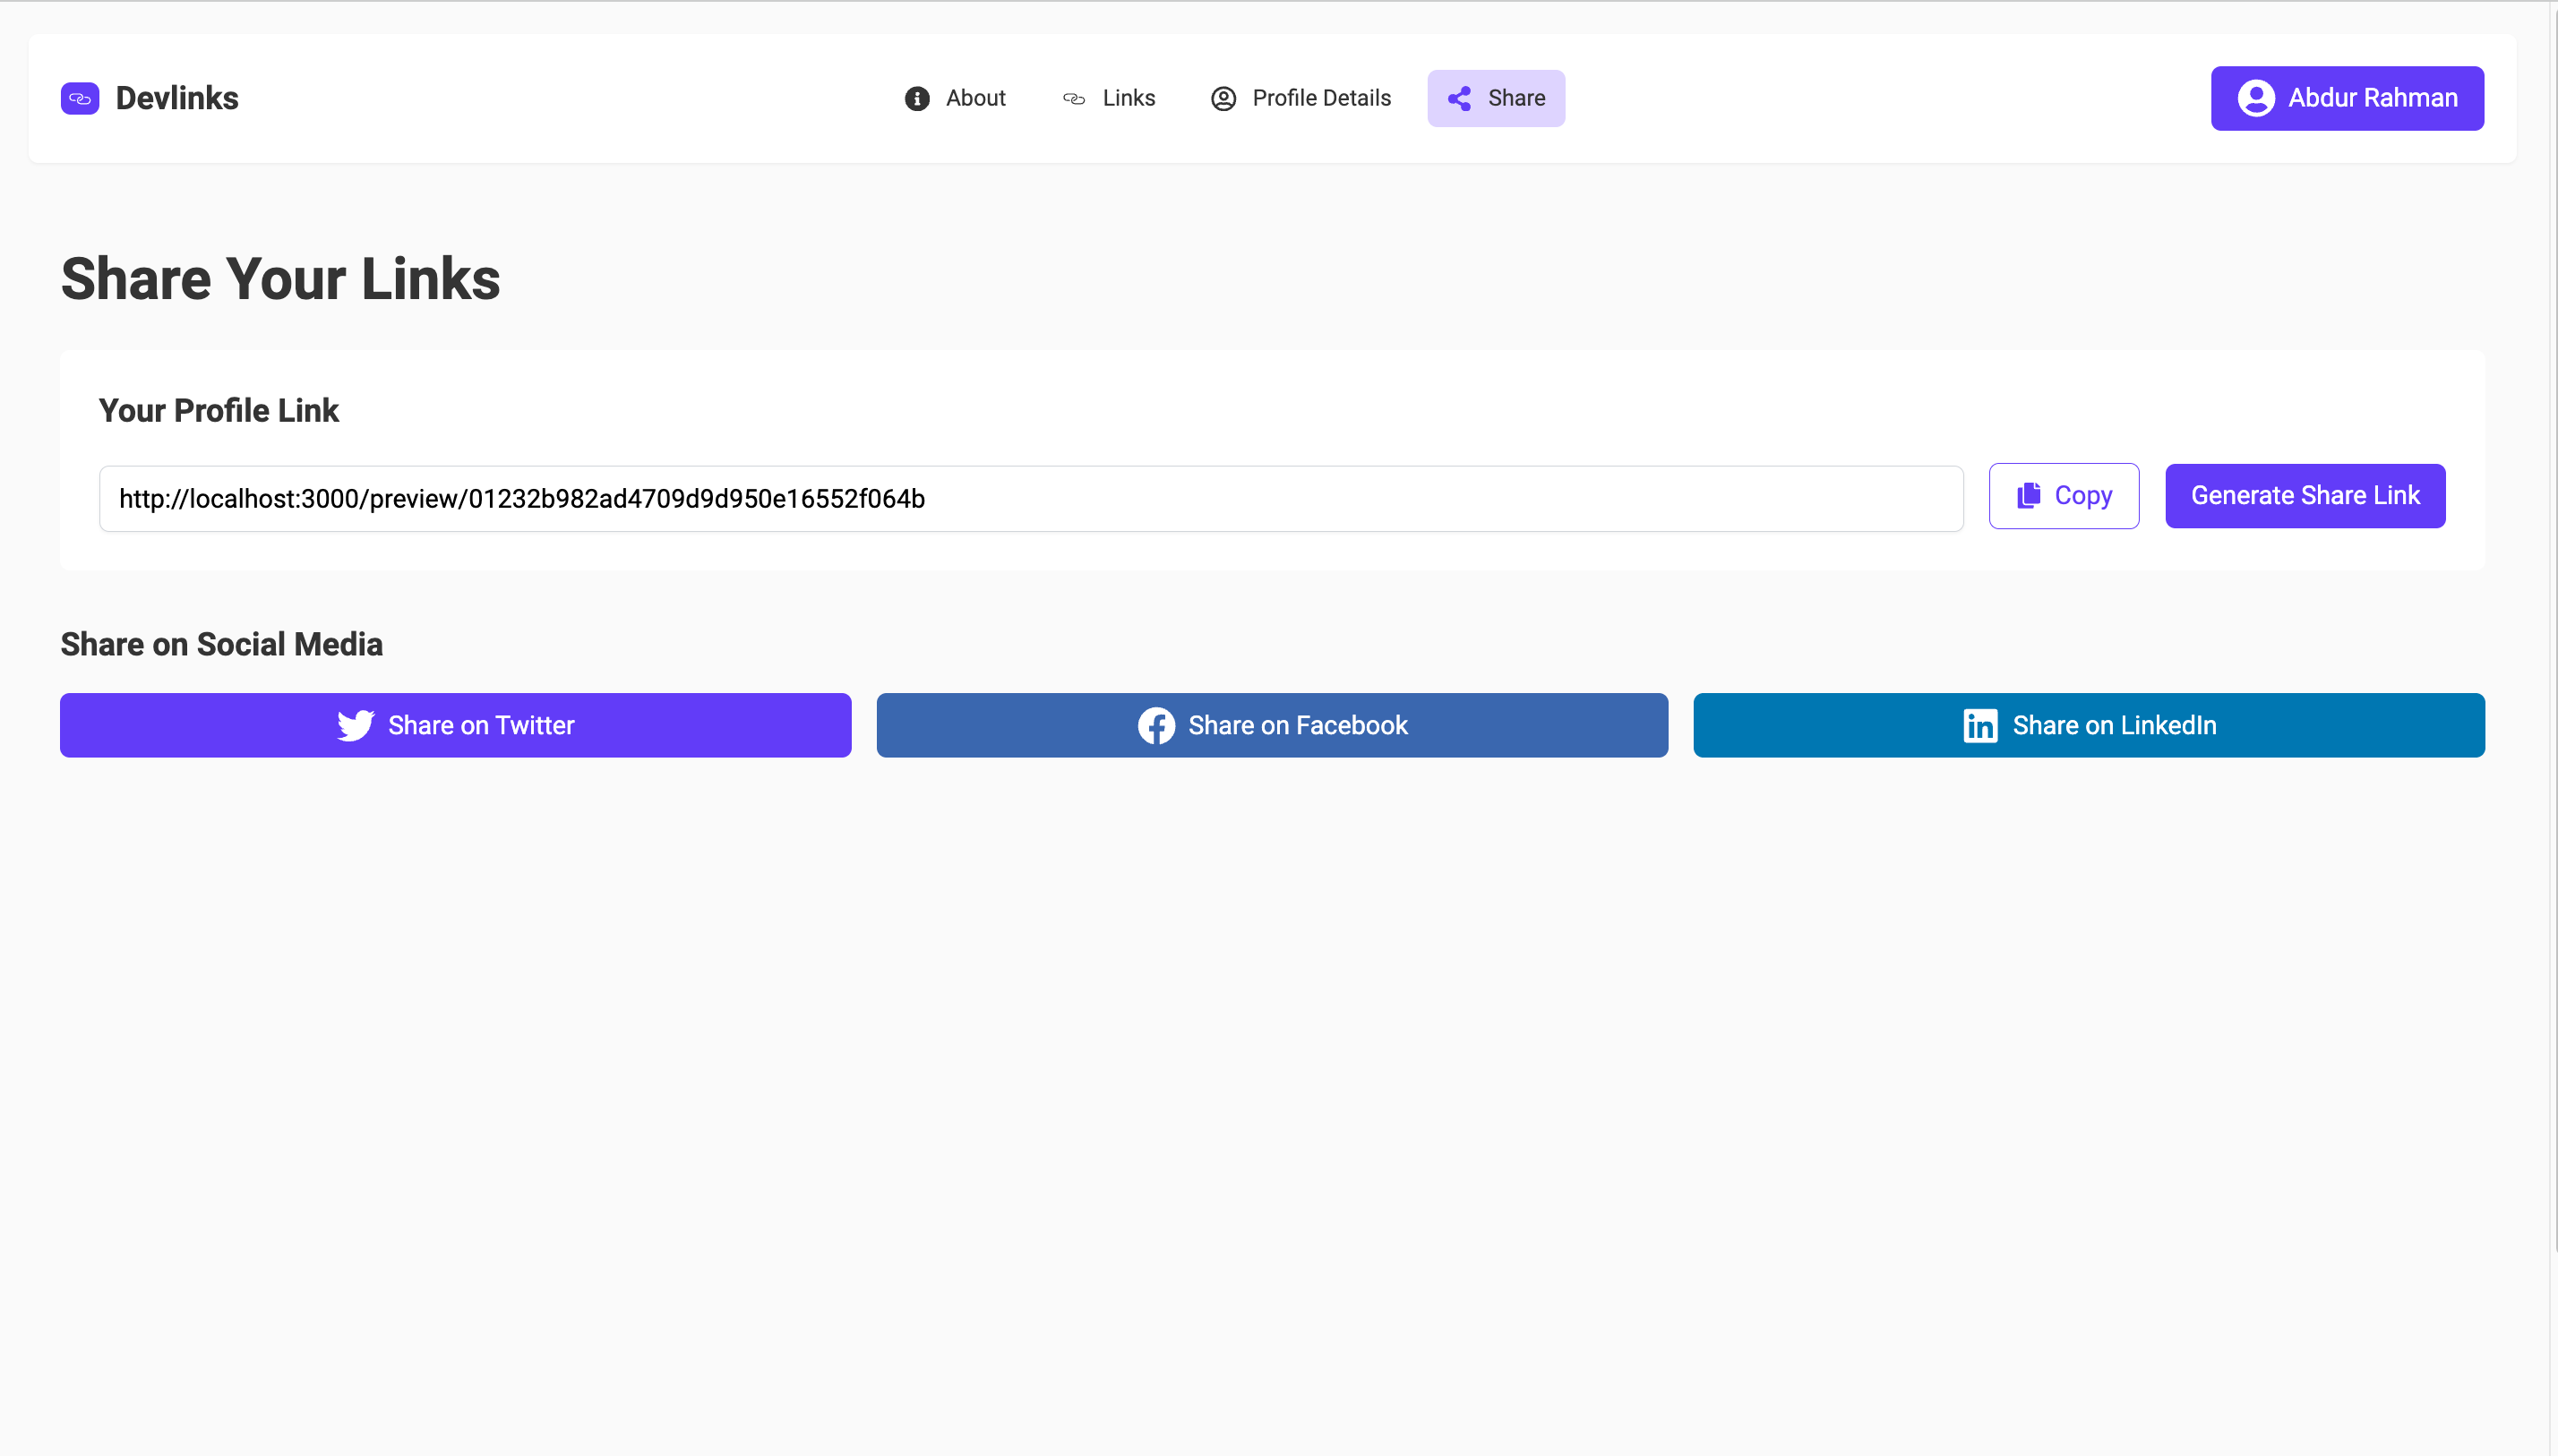 Devlinks
About
Links
Profile Details
Share
Abdur Rahman
Share Your Links
Your Profile Link
http://localhost:3000/preview/01232b982ad4709d9d950e16552f064b
Copy
Generate Share Link
Share on Social Media
Share on Twitter
Share on Facebook
Share on LinkedIn